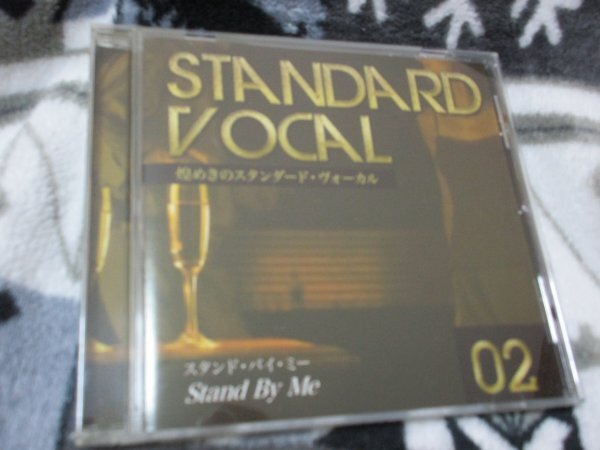 STANDARD
VOCAL
煌めきのスタンダード・ヴォーカル
スタンド・バイ・ミー
Stand By Me
02